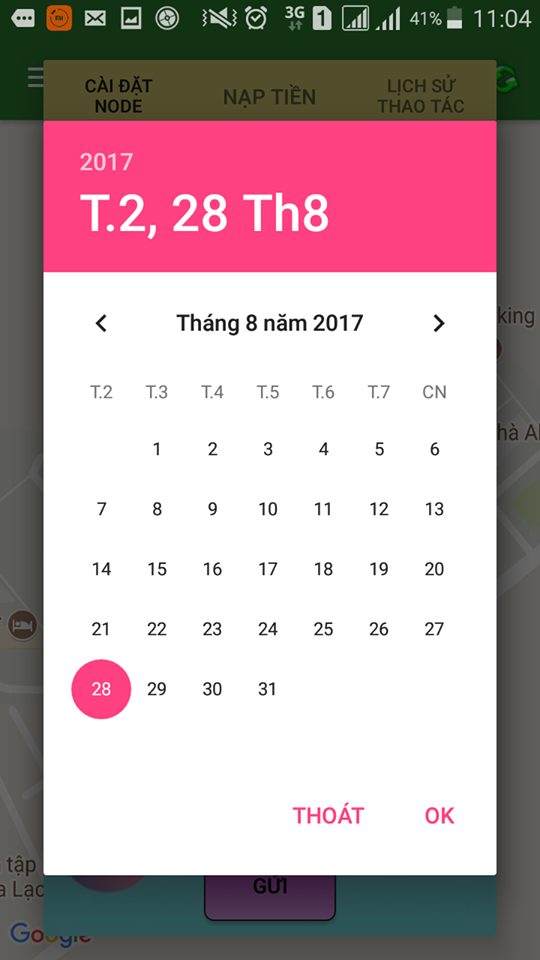 3G 1 41% 11:04
CÀI ĐẶT
NODE
NẠP TIỀN
LỊCH SỬ
THAO TÁC
2017
T.2, 28 Th8
king
Tháng 8 năm 2017
T.2 T.3 T.4 T.5 T.6 T.7 CN
1 2 3 4 5 6
7 8 9 10 11 12 13
14 15 16 17 18 19 20
21 22 23 24 25 26 27
28 29 30 31
THOÁT OK
tập
a Lạc
GỬI
Google